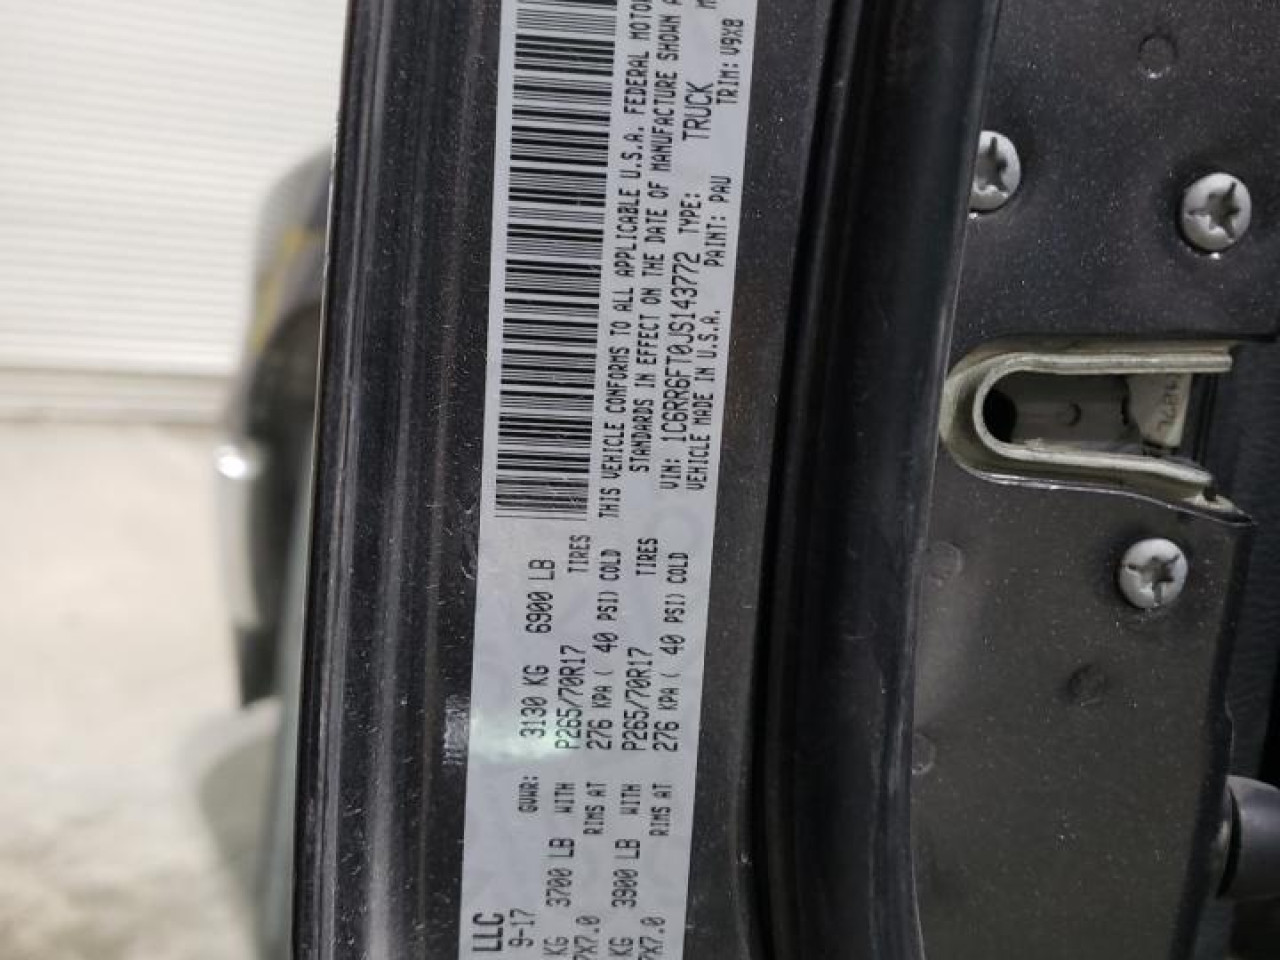 LLC
9-17
GVWR: 3130 KG 6900 LB
KG 3700 LB WITH P265/70R17 TIRES
7X7.0 RIMS AT 276 KPA ( 40 PSI) COLD
KG 3900 LB WITH P265/70R17 TIRES
7X7.0 RIMS AT 276 KPA ( 40 PSI) COLD
THIS VEHICLE CONFORMS TO ALL APPLICABLE U.S.A. FEDERAL MOTO
STANDARDS IN EFFECT ON THE DATE OF MANUFACTURE SHOWN A
VIN: 1C6RR6FT0JS143772 TYPE: TRUCK
VEHICLE MADE IN U.S.A. PAINT: PAU TRIM: V9X8